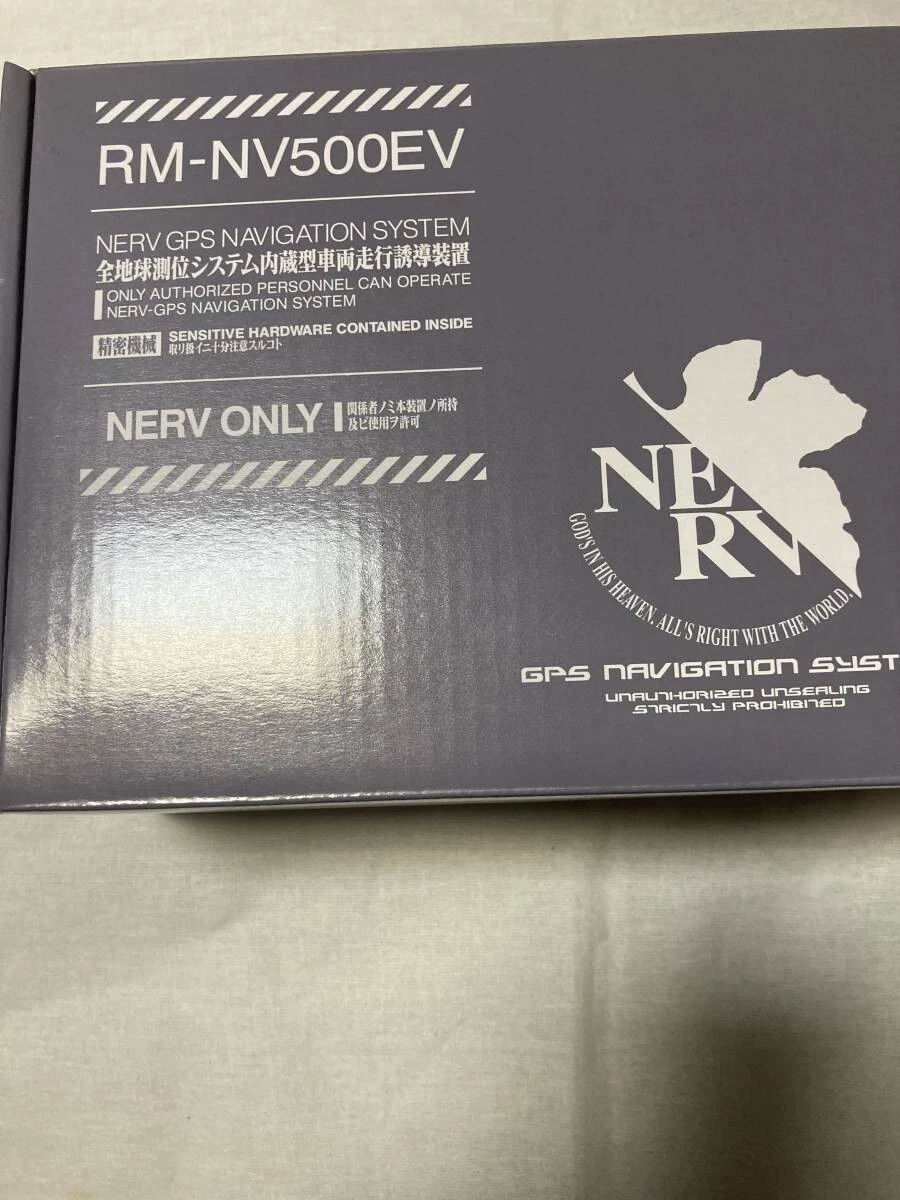 RM-NV500EV
NERV GPS NAVIGATION SYSTEM
全地球測位システム内蔵型車両走行誘導装置
ONLY AUTHORIZED PERSONNEL CAN OPERATE
NERV-GPS NAVIGATION SYSTEM
精密機械
SENSITIVE HARDWARE CONTAINED INSIDE
取リ扱イニ十分注意スルコト
NERV ONLY
関係者ノミ本装置ノ所持
及ビ使用ヲ許可
NERV
GOD'S IN HIS HEAVEN. ALL'S RIGHT WITH THE WORLD.
GPS NAVIGATION SYST
UNAUTHORIZED UNSEALING
STRICTLY PROHIBITED